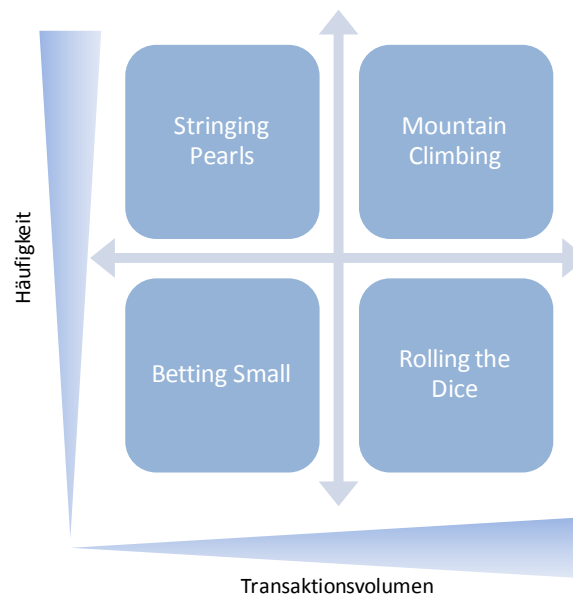 Stringing
Pearls
Mountain
Climbing
Häufigkeit
Betting Small
Rolling the
Dice
Transaktionsvolumen